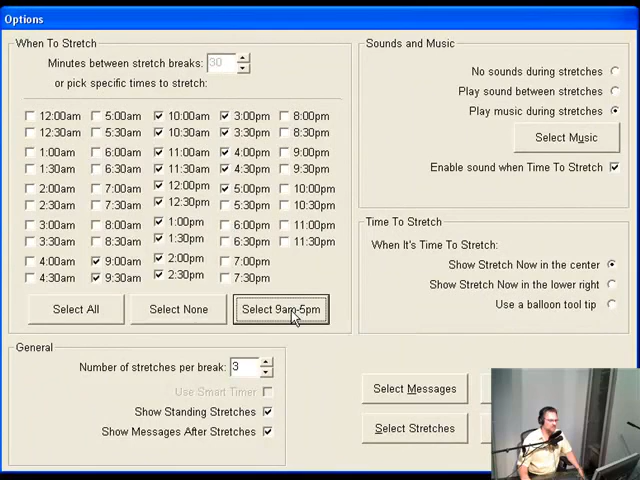 Options
When To Stretch
Minutes between stretch breaks: 30
or pick specific times to stretch:
12:00am 5:00am 10:00am 3:00pm 8:00pm
12:30am 5:30am 10:30am 3:30pm 8:30pm
1:00am 6:00am 11:00am 4:00pm 9:00pm
1:30am 6:30am 11:30am 4:30pm 9:30pm
2:00am 7:00am 12:00pm 5:00pm 10:00pm
2:30am 7:30am 12:30pm 5:30pm 10:30pm
3:00am 8:00am 1:00pm 6:00pm 11:00pm
3:30am 8:30am 1:30pm 6:30pm 11:30pm
4:00am 9:00am 2:00pm 7:00pm
4:30am 9:30am 2:30pm 7:30pm
Select All Select None Select 9am-5pm
General
Number of stretches per break: 3
Use Smart Timer
Show Standing Stretches
Show Messages After Stretches
Sounds and Music
No sounds during stretches
Play sound between stretches
Play music during stretches
Select Music
Enable sound when Time To Stretch
Time To Stretch
When It's Time To Stretch:
Show Stretch Now in the center
Show Stretch Now in the lower right
Use a balloon tool tip
Select Messages
Select Stretches